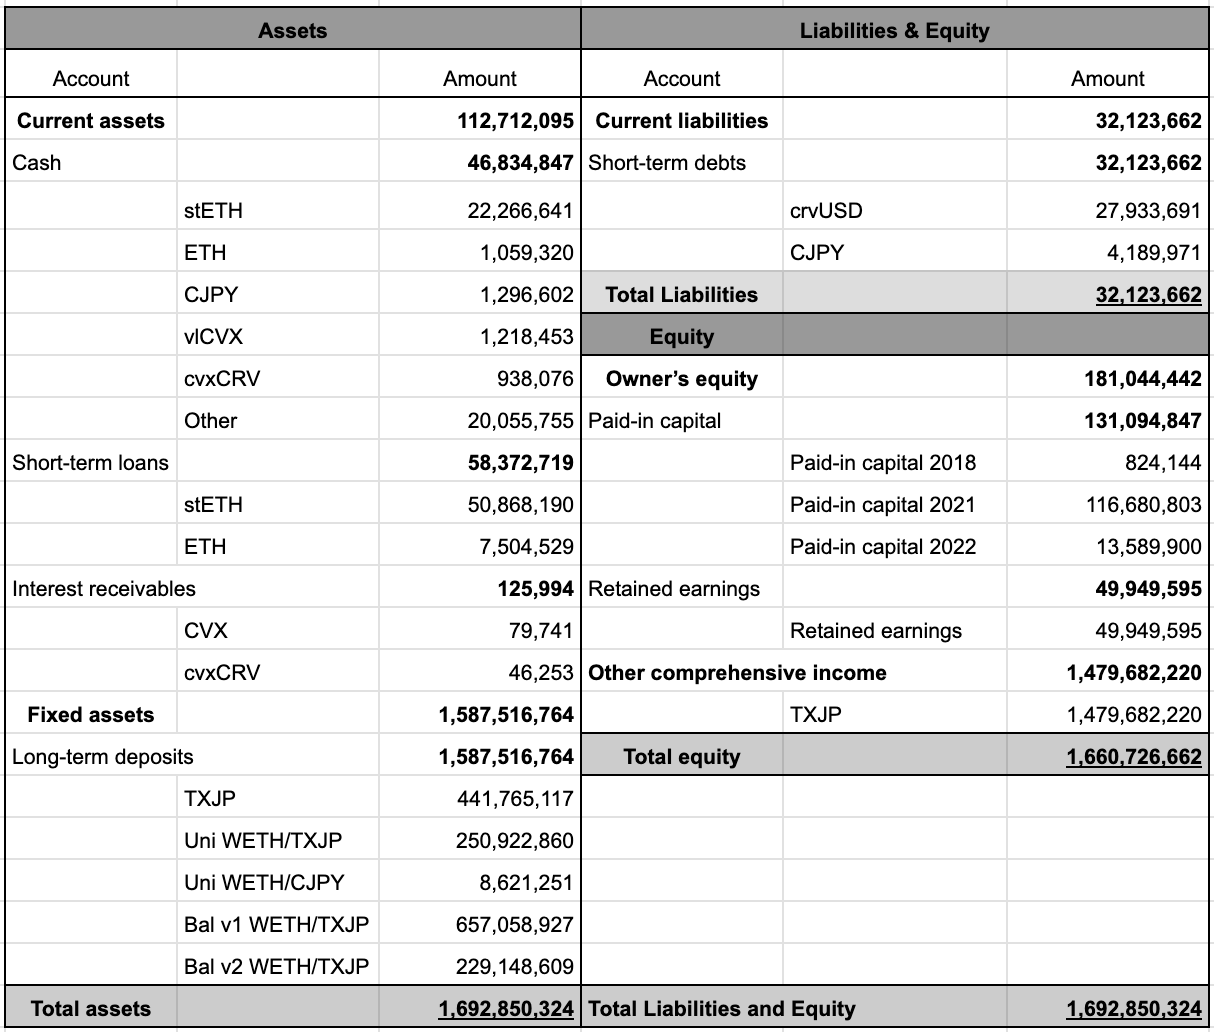 Assets Liabilities & Equity
Account Amount Account Amount
Current assets 112,712,095 Current liabilities 32,123,662
Cash 46,834,847 Short-term debts 32,123,662
stETH 22,266,641 crvUSD 27,933,691
ETH 1,059,320 CJPY 4,189,971
CJPY 1,296,602 Total Liabilities 32,123,662
vlCVX 1,218,453 Equity
cvxCRV 938,076 Owner’s equity 181,044,442
Other 20,055,755 Paid-in capital 131,094,847
Short-term loans 58,372,719 Paid-in capital 2018 824,144
stETH 50,868,190 Paid-in capital 2021 116,680,803
ETH 7,504,529 Paid-in capital 2022 13,589,900
Interest receivables 125,994 Retained earnings 49,949,595
CVX 79,741 Retained earnings 49,949,595
cvxCRV 46,253 Other comprehensive income 1,479,682,220
Fixed assets 1,587,516,764 TXJP 1,479,682,220
Long-term deposits 1,587,516,764 Total equity 1,660,726,662
TXJP 441,765,117
Uni WETH/TXJP 250,922,860
Uni WETH/CJPY 8,621,251
Bal v1 WETH/TXJP 657,058,927
Bal v2 WETH/TXJP 229,148,609
Total assets 1,692,850,324 Total Liabilities and Equity 1,692,850,324